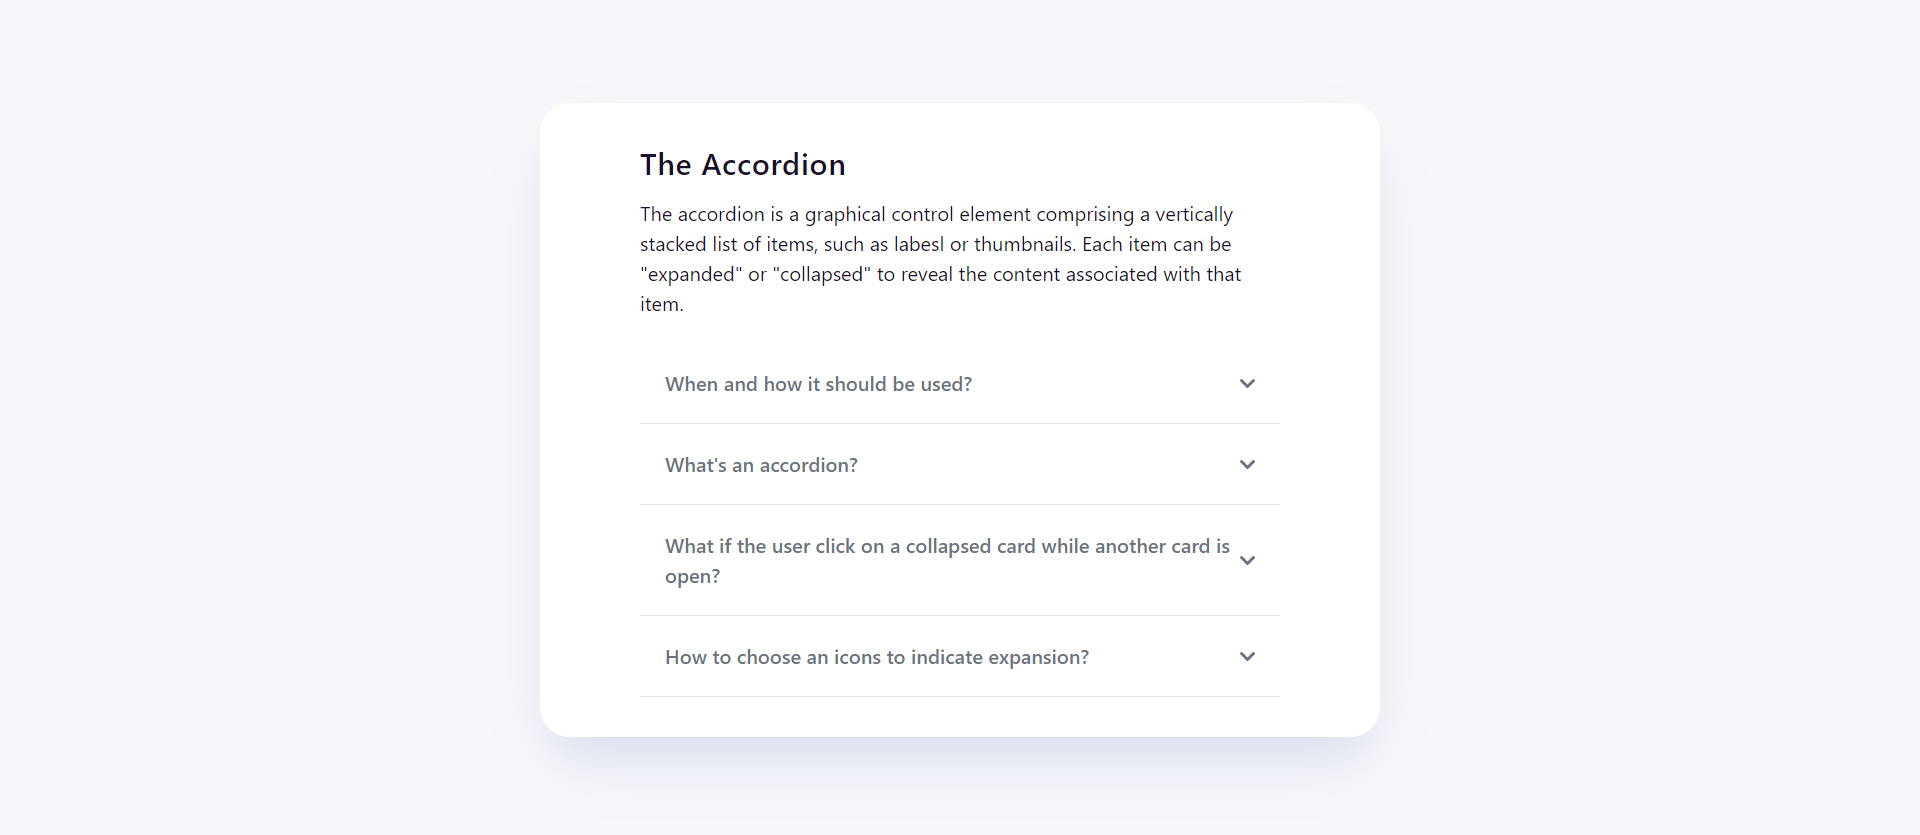 The Accordion
The accordion is a graphical control element comprising a vertically
stacked list of items, such as labesl or thumbnails. Each item can be
"expanded" or "collapsed" to reveal the content associated with that
item.
When and how it should be used?
What's an accordion?
What if the user click on a collapsed card while another card is
open?
How to choose an icons to indicate expansion?